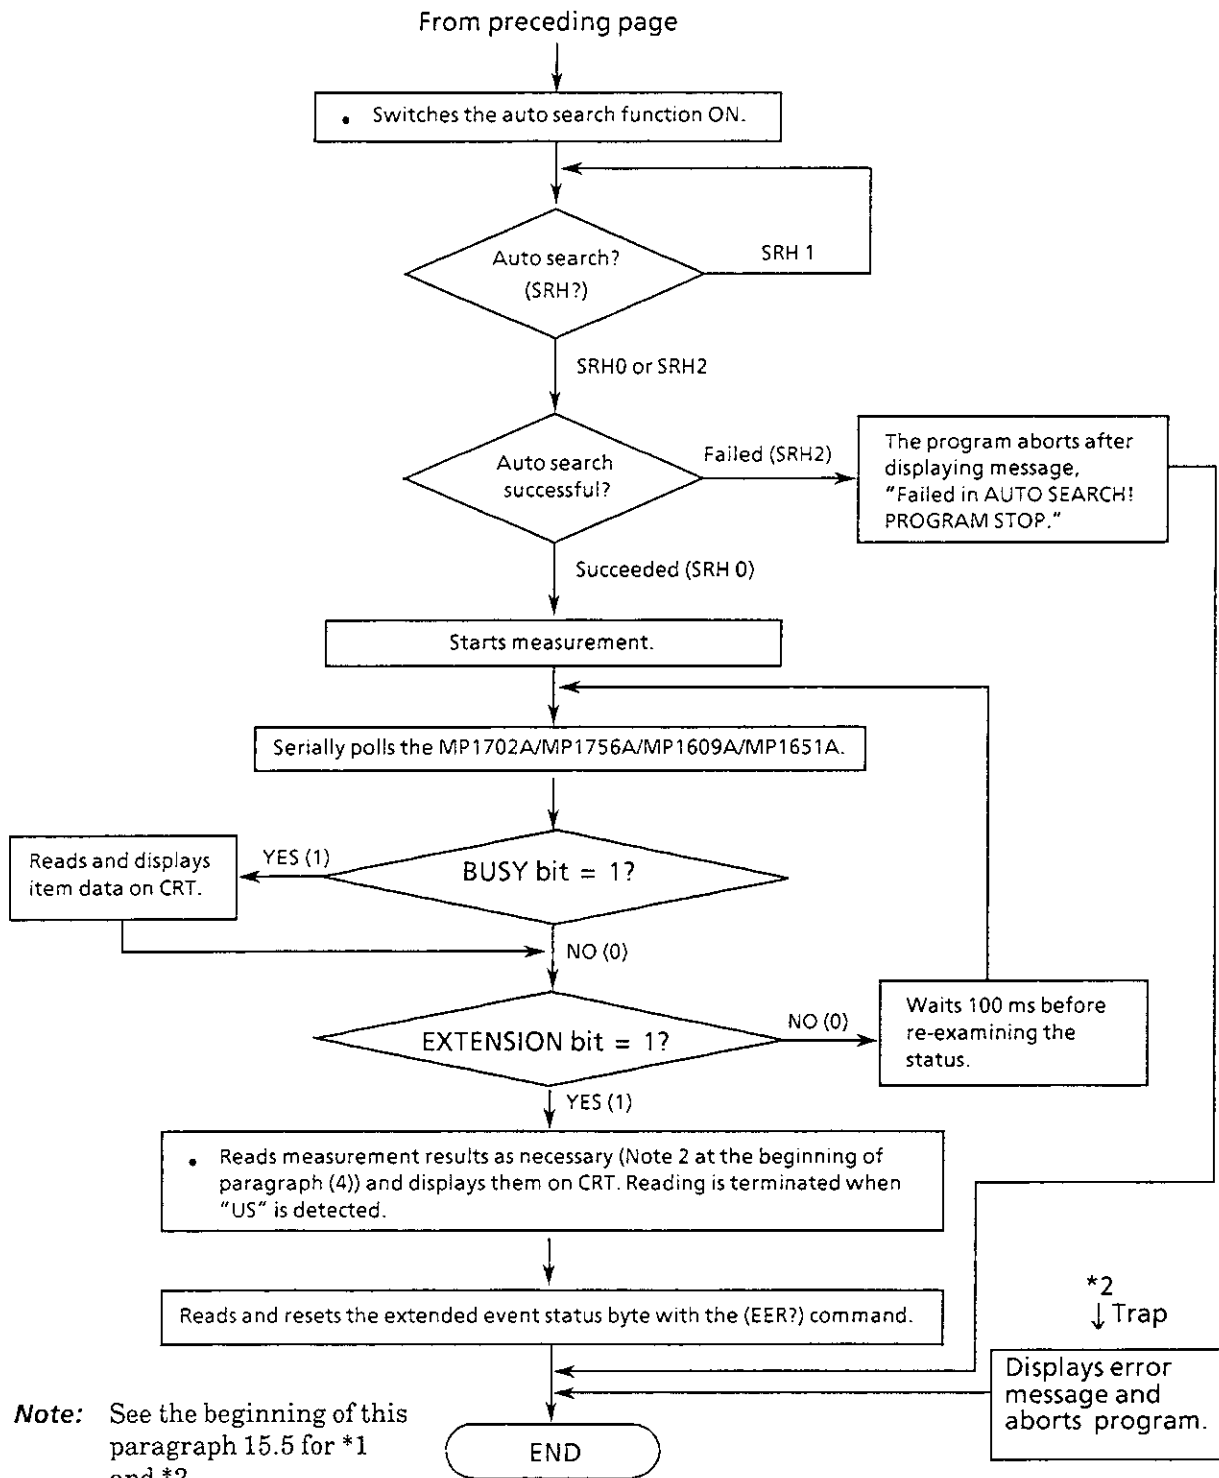 From preceding page
• Switches the auto search function ON.
Auto search?
(SRH?)
SRH 1
SRH0 or SRH2
Auto search
successful?
Failed (SRH2)
The program aborts after
displaying message,
"Failed in AUTO SEARCH!
PROGRAM STOP."
Succeeded (SRH 0)
Starts measurement.
Serially polls the MP1702A/MP1756A/MP1609A/MP1651A.
Reads and displays
item data on CRT.
YES (1)
BUSY bit = 1?
NO (0)
EXTENSION bit = 1?
NO (0)
Waits 100 ms before
re-examining the
status.
YES (1)
• Reads measurement results as necessary (Note 2 at the beginning of
paragraph (4)) and displays them on CRT. Reading is terminated when
"US" is detected.
Reads and resets the extended event status byte with the (EER?) command.
*2
Trap
Displays error
message and
aborts program.
Note: See the beginning of this
paragraph 15.5 for *1
and *2
END